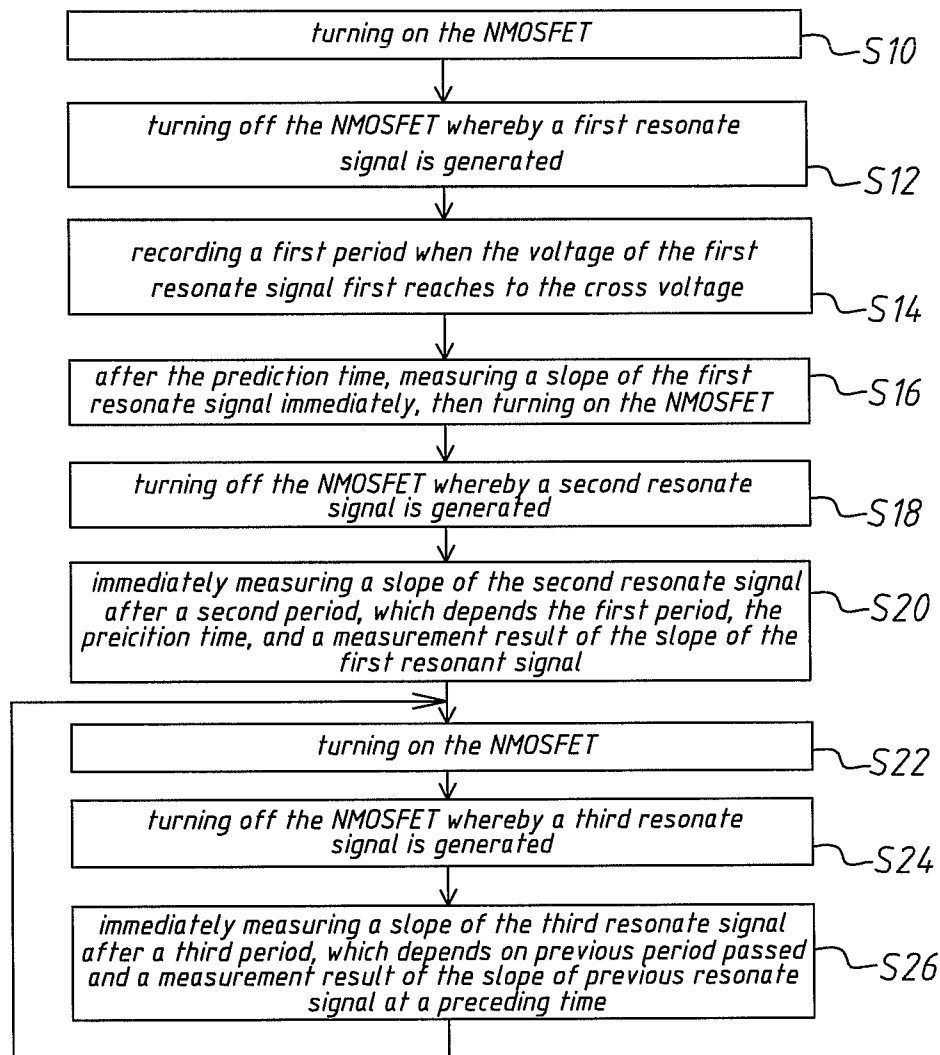 turning on the NMOSFET
S10
turning off the NMOSFET whereby a first resonate
signal is generated
S12
recording a first period when the voltage of the first
resonate signal first reaches to the cross voltage
S14
after the prediction time, measuring a slope of the first
resonate signal immediately, then turning on the NMOSFET
S16
turning off the NMOSFET whereby a second resonate
signal is generated
S18
immediately measuring a slope of the second resonate signal
after a second period, which depends the first period, the
preicition time, and a measurement result of the slope of the
first resonant signal
S20
turning on the NMOSFET
S22
turning off the NMOSFET whereby a third resonate
signal is generated
S24
immediately measuring a slope of the third resonate signal
after a third period, which depends on previous period passed
and a measurement result of the slope of previous resonate
signal at a preceding time
S26